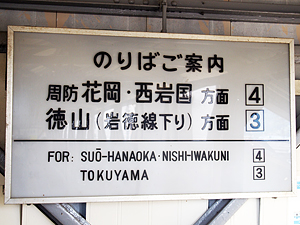 のりばご案内
周防花岡・西岩国 方面 4
徳山(岩徳線下り)方面 3
FOR: SUŌ-HANAOKA·NISHI-IWAKUNI 4
TOKUYAMA 3